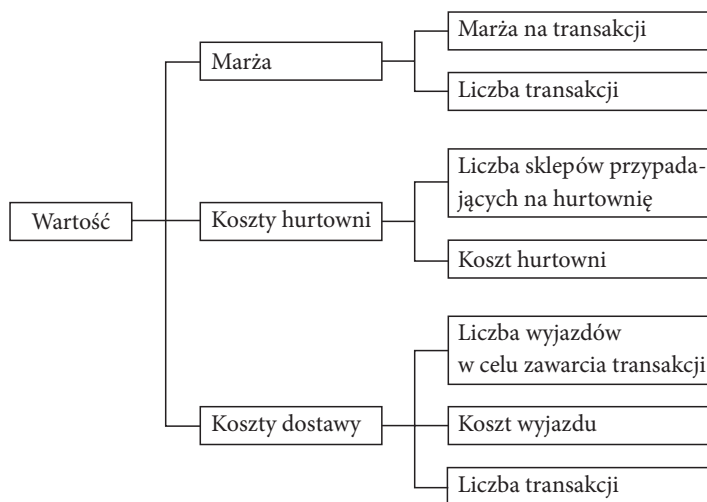 Marża na transakcji
Marża
Liczba transakcji
Liczba sklepów przypada-
jących na hurtownię
Wartość
Koszty hurtowni
Koszt hurtowni
Liczba wyjazdów
w celu zawarcia transakcji
Koszty dostawy
Koszt wyjazdu
Liczba transakcji